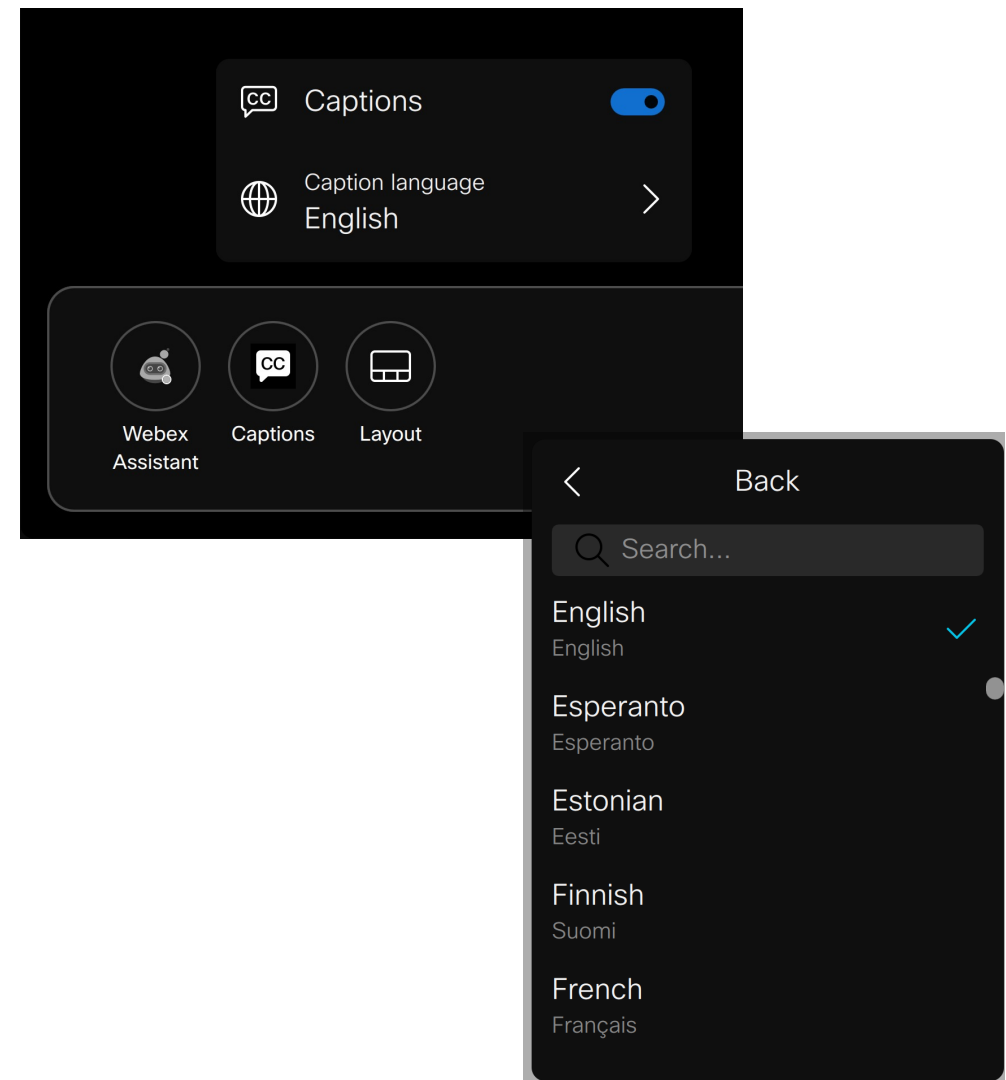 CC Captions
Caption language
English
CC
Webex
Assistant
Captions
Layout
Back
Search...
English
English
Esperanto
Esperanto
Estonian
Eesti
Finnish
Suomi
French
Français